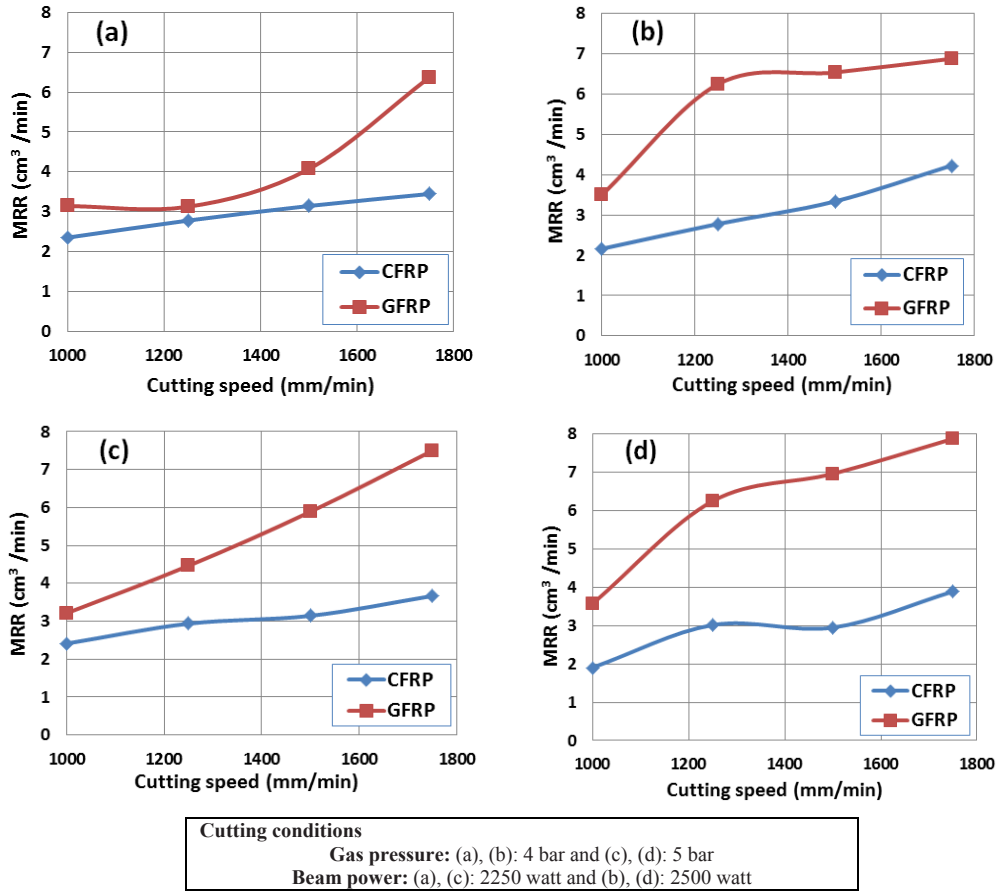 (a)
MRR (cm³ /min)
8
7
6
5
4
3
2
1
0
1000 1200 1400 1600 1800
Cutting speed (mm/min)
CFRP
GFRP
(b)
MRR (cm³ /min)
8
7
6
5
4
3
2
1
0
1000 1200 1400 1600 1800
Cutting speed (mm/min)
CFRP
GFRP
(c)
MRR (cm³ /min)
8
7
6
5
4
3
2
1
0
1000 1200 1400 1600 1800
Cutting speed (mm/min)
CFRP
GFRP
(d)
MRR (cm³ /min)
8
7
6
5
4
3
2
1
0
1000 1200 1400 1600 1800
Cutting speed (mm/min)
CFRP
GFRP
Cutting conditions
Gas pressure: (a), (b): 4 bar and (c), (d): 5 bar
Beam power: (a), (c): 2250 watt and (b), (d): 2500 watt